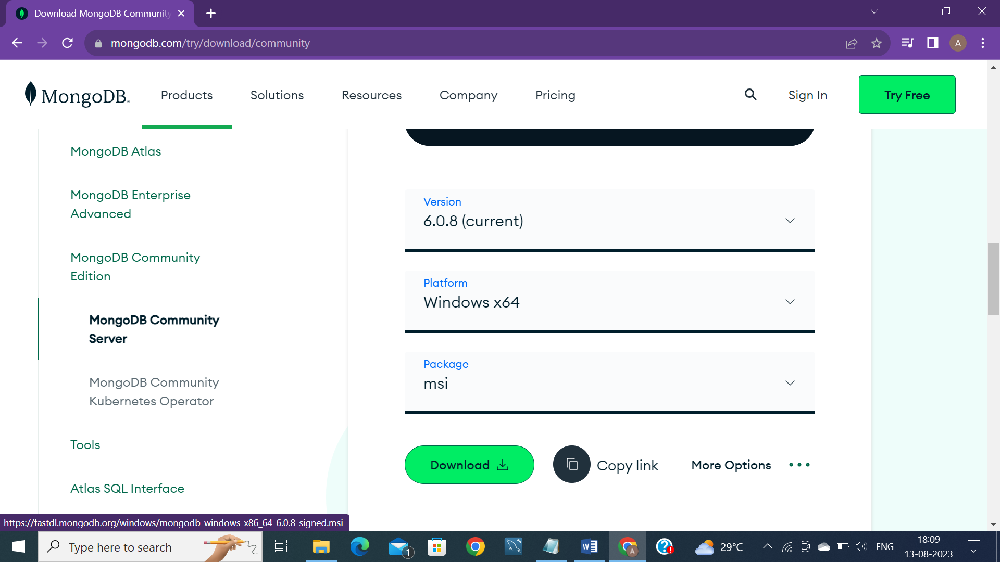 Download MongoDB Community
mongodb.com/try/download/community
MongoDB.
Products
Solutions
Resources
Company
Pricing
Sign In
Try Free
MongoDB Atlas
MongoDB Enterprise
Advanced
MongoDB Community
Edition
MongoDB Community
Server
MongoDB Community
Kubernetes Operator
Tools
Atlas SQL Interface
Version
6.0.8 (current)
Platform
Windows x64
Package
msi
Download
Copy link
More Options
https://fastdl.mongodb.org/windows/mongodb-windows-x86_64-6.0.8-signed.msi
Type here to search
1
A
29°C
ENG
18:09
13-08-2023